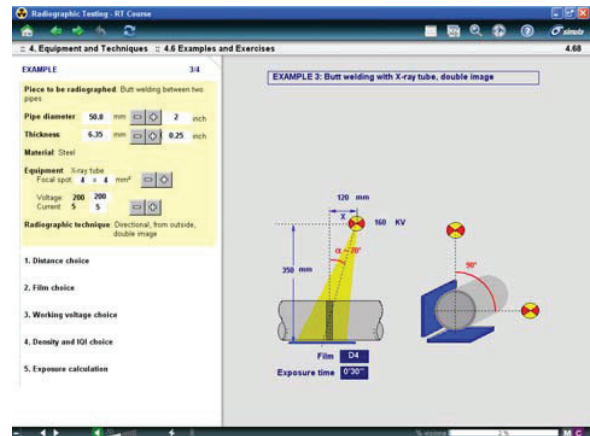 Radiographic Testing - RT Course
:: 4. Equipment and Techniques :: 4.6 Examples and Exercises
4.68
EXAMPLE 3/4
Piece to be radiographed Butt welding between two
pipes
Pipe diameter 50.8 mm 2 inch
Thickness 6.35 mm 0.25 inch
Material Steel
Equipment X-ray tube
Focal spot 4 x 4 mm²
Voltage 200 200
Current 5 5
Radiographic technique Directional, from outside,
double image
1. Distance choice
2. Film choice
3. Working voltage choice
4. Density and IQI choice
5. Exposure calculation
EXAMPLE 3: Butt welding with X-ray tube, double image
120 mm
X
160 KV
α ~ 20°
350 mm
90°
Film D4
Exposure time 0'30"
M C